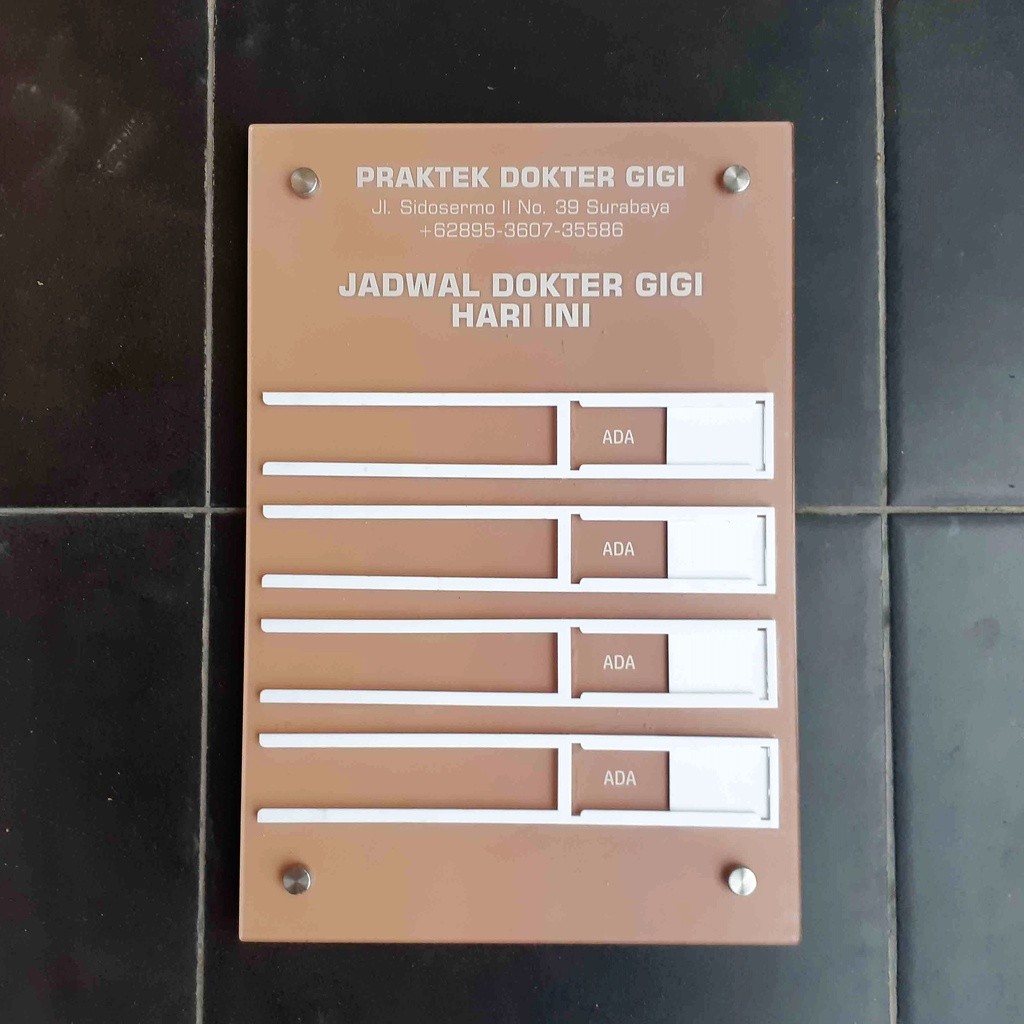 PRAKTEK DOKTER GIGI
Jl. Sidosermo II No. 39 Surabaya
+62895-3607-35586
JADWAL DOKTER GIGI
HARI INI
ADA
ADA
ADA
ADA